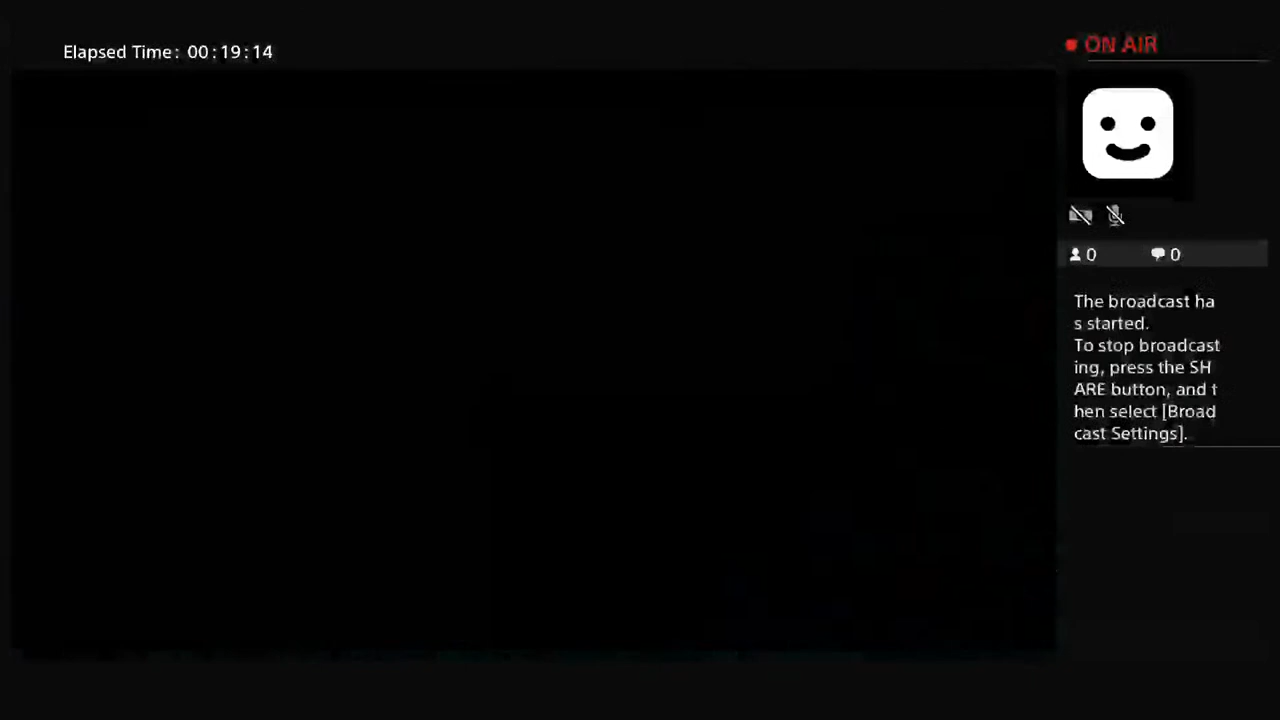 Elapsed Time: 00:19:14
ON AIR
0 0
The broadcast ha
s started.
To stop broadcast
ing, press the SH
ARE button, and t
hen select [Broad
cast Settings].